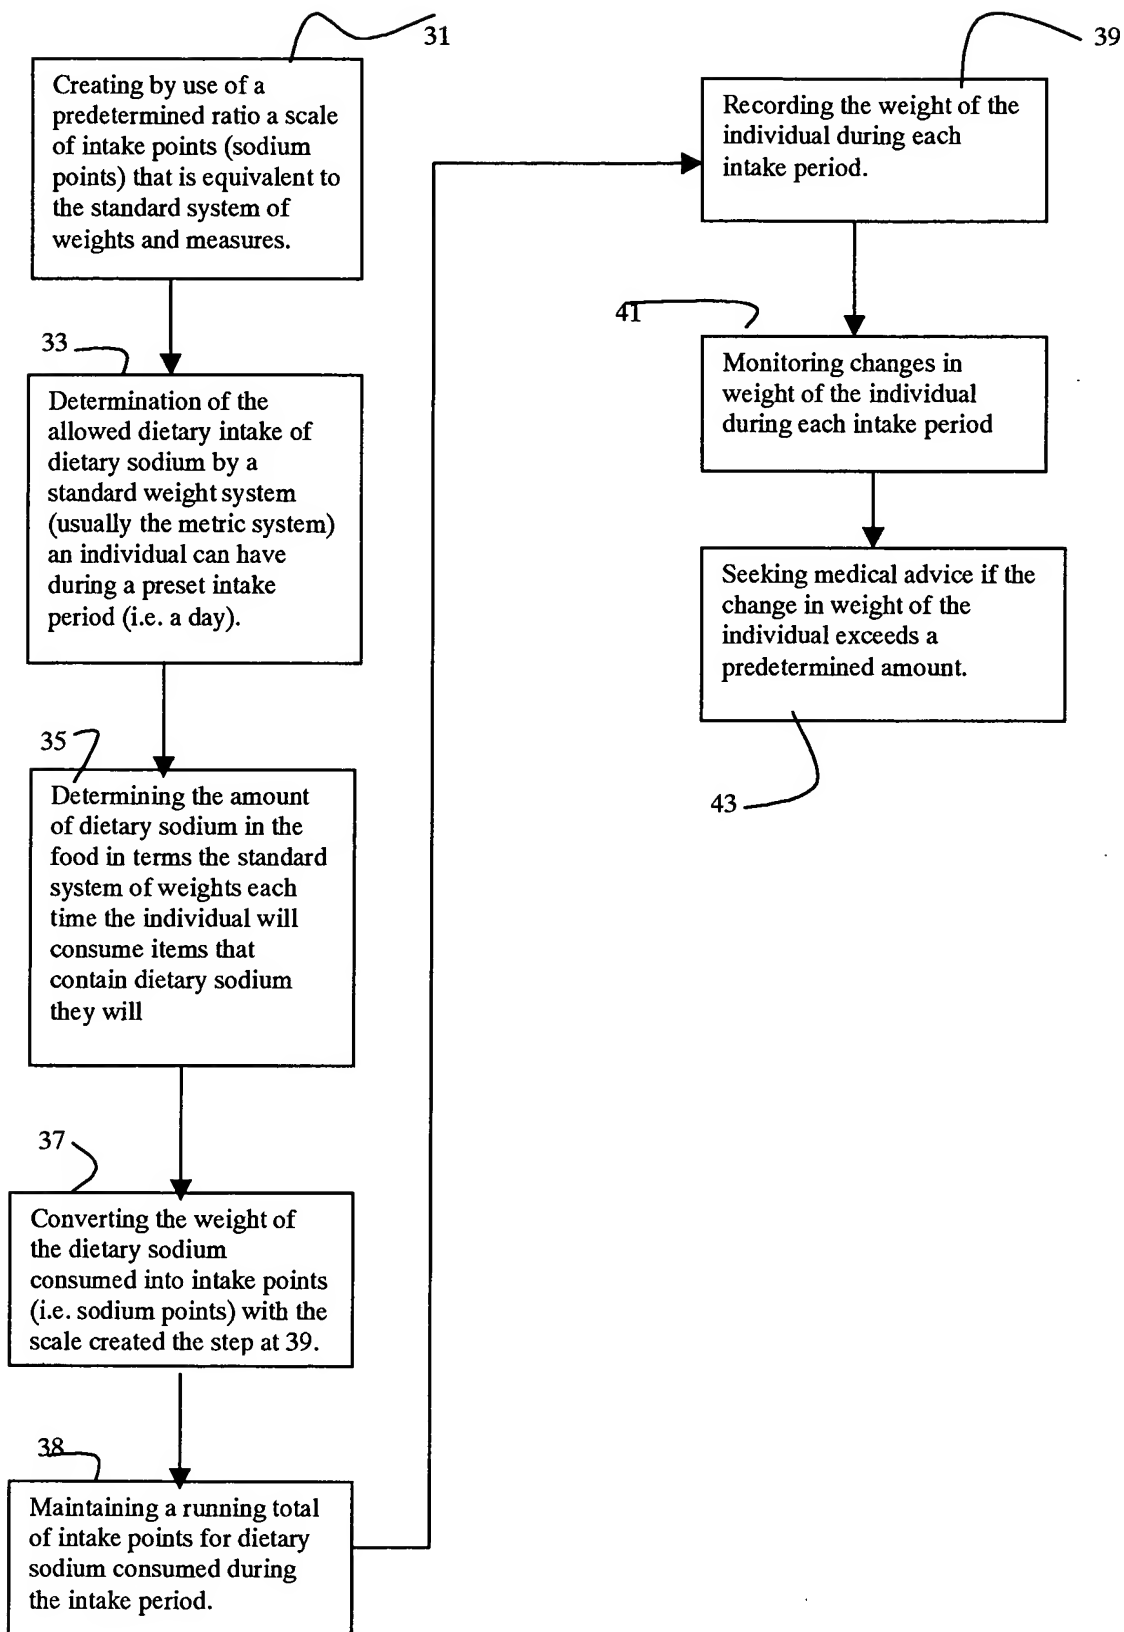 31
Creating by use of a
predetermined ratio a scale
of intake points (sodium
points) that is equivalent to
the standard system of
weights and measures.
33
Determination of the
allowed dietary intake of
dietary sodium by a
standard weight system
(usually the metric system)
an individual can have
during a preset intake
period (i.e. a day).
35
Determining the amount
of dietary sodium in the
food in terms the standard
system of weights each
time the individual will
consume items that
contain dietary sodium
they will
37
Converting the weight of
the dietary sodium
consumed into intake points
(i.e. sodium points) with the
scale created the step at 39.
38
Maintaining a running total
of intake points for dietary
sodium consumed during
the intake period.
39
Recording the weight of the
individual during each
intake period.
41
Monitoring changes in
weight of the individual
during each intake period
Seeking medical advice if the
change in weight of the
individual exceeds a
predetermined amount.
43